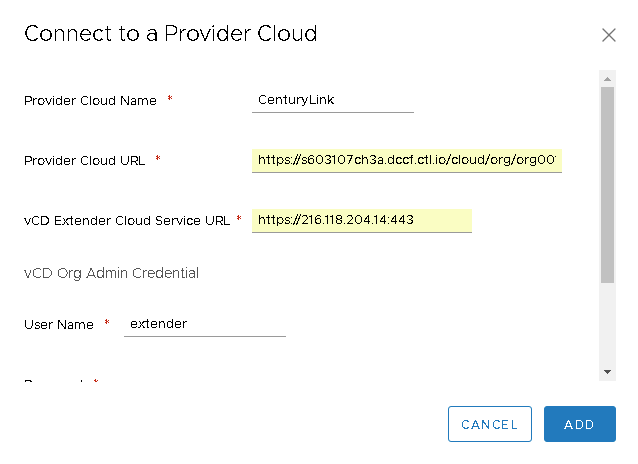 Connect to a Provider Cloud
Provider Cloud Name *
CenturyLink
Provider Cloud URL *
https://s603107ch3a.dccf.ctl.io/cloud/org/org00
vCD Extender Cloud Service URL *
https://216.118.204.14:443
vCD Org Admin Credential
User Name *
extender
CANCEL
ADD